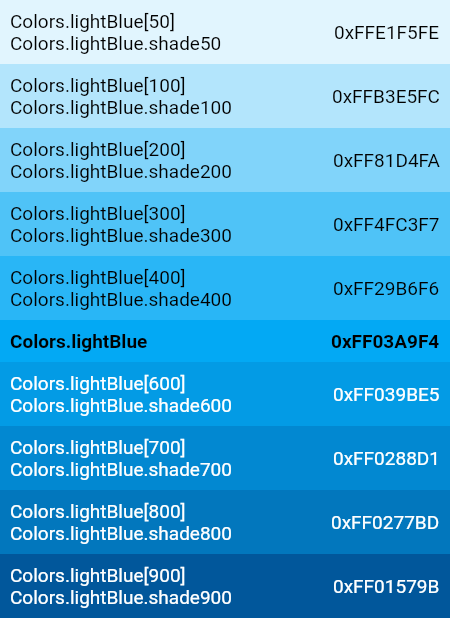 Colors.lightBlue[50]
Colors.lightBlue.shade50 0xFFE1F5FE
Colors.lightBlue[100]
Colors.lightBlue.shade100 0xFFB3E5FC
Colors.lightBlue[200]
Colors.lightBlue.shade200 0xFF81D4FA
Colors.lightBlue[300]
Colors.lightBlue.shade300 0xFF4FC3F7
Colors.lightBlue[400]
Colors.lightBlue.shade400 0xFF29B6F6
Colors.lightBlue 0xFF03A9F4
Colors.lightBlue[600]
Colors.lightBlue.shade600 0xFF039BE5
Colors.lightBlue[700]
Colors.lightBlue.shade700 0xFF0288D1
Colors.lightBlue[800]
Colors.lightBlue.shade800 0xFF0277BD
Colors.lightBlue[900]
Colors.lightBlue.shade900 0xFF01579B